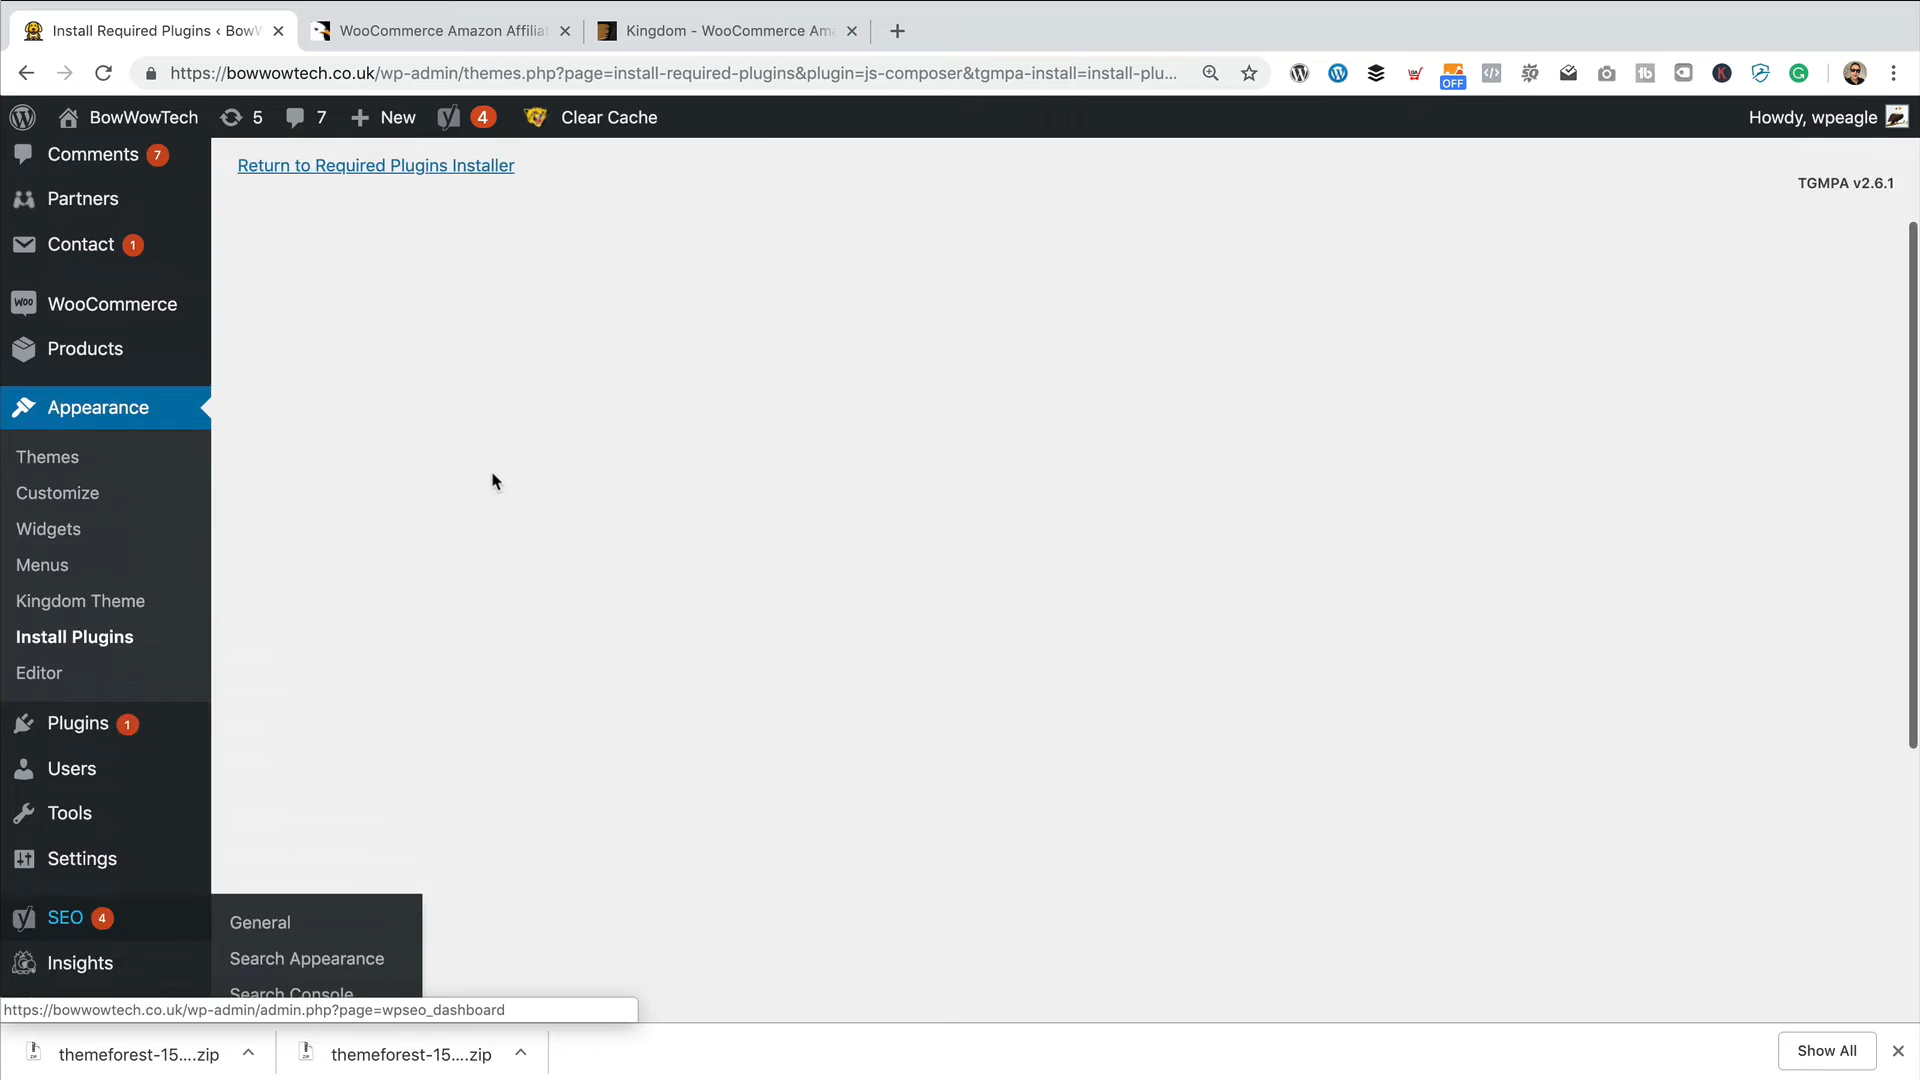 Install Required Plugins ‹ BowW
WooCommerce Amazon Affilia
Kingdom - WooCommerce Ama
https://bowwowtech.co.uk/wp-admin/themes.php?page=install-required-plugins&plugin=js-composer&tgmpa-install=install-plu...
OFF
BowWowTech
5
7
New
4
Clear Cache
Howdy, wpeagle
Comments 7
Partners
Contact 1
WooCommerce
Products
Appearance
Themes
Customize
Widgets
Menus
Kingdom Theme
Install Plugins
Editor
Plugins 1
Users
Tools
Settings
SEO 4
Insights
Return to Required Plugins Installer
TGMPA v2.6.1
General
Search Appearance
Search Console
https://bowwowtech.co.uk/wp-admin/admin.php?page=wpseo_dashboard
themeforest-15....zip
themeforest-15....zip
Show All